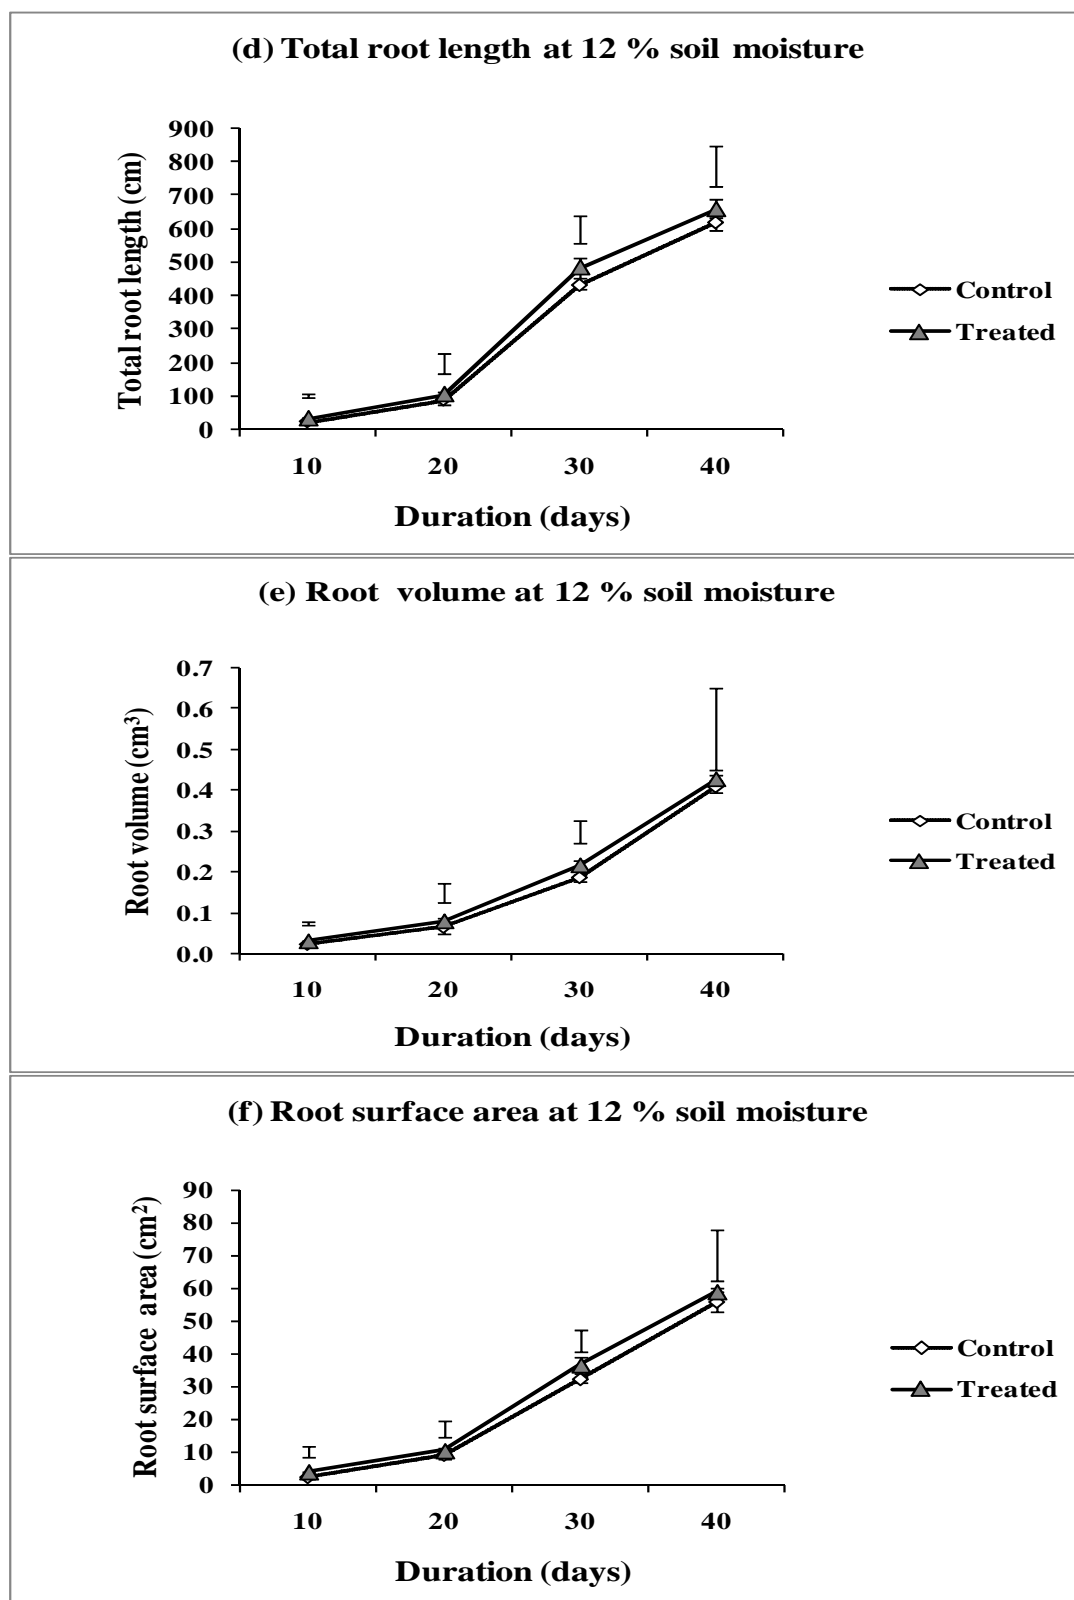 (d) Total root length at 12 % soil moisture
900
800
700
600
500
400
300
200
100
0
Total root length (cm)
10 20 30 40
Duration (days)
Control
Treated
(e) Root volume at 12 % soil moisture
0.7
0.6
0.5
0.4
0.3
0.2
0.1
0.0
Root volume (cm³)
10 20 30 40
Duration (days)
Control
Treated
(f) Root surface area at 12 % soil moisture
90
80
70
60
50
40
30
20
10
0
Root surface area (cm²)
10 20 30 40
Duration (days)
Control
Treated